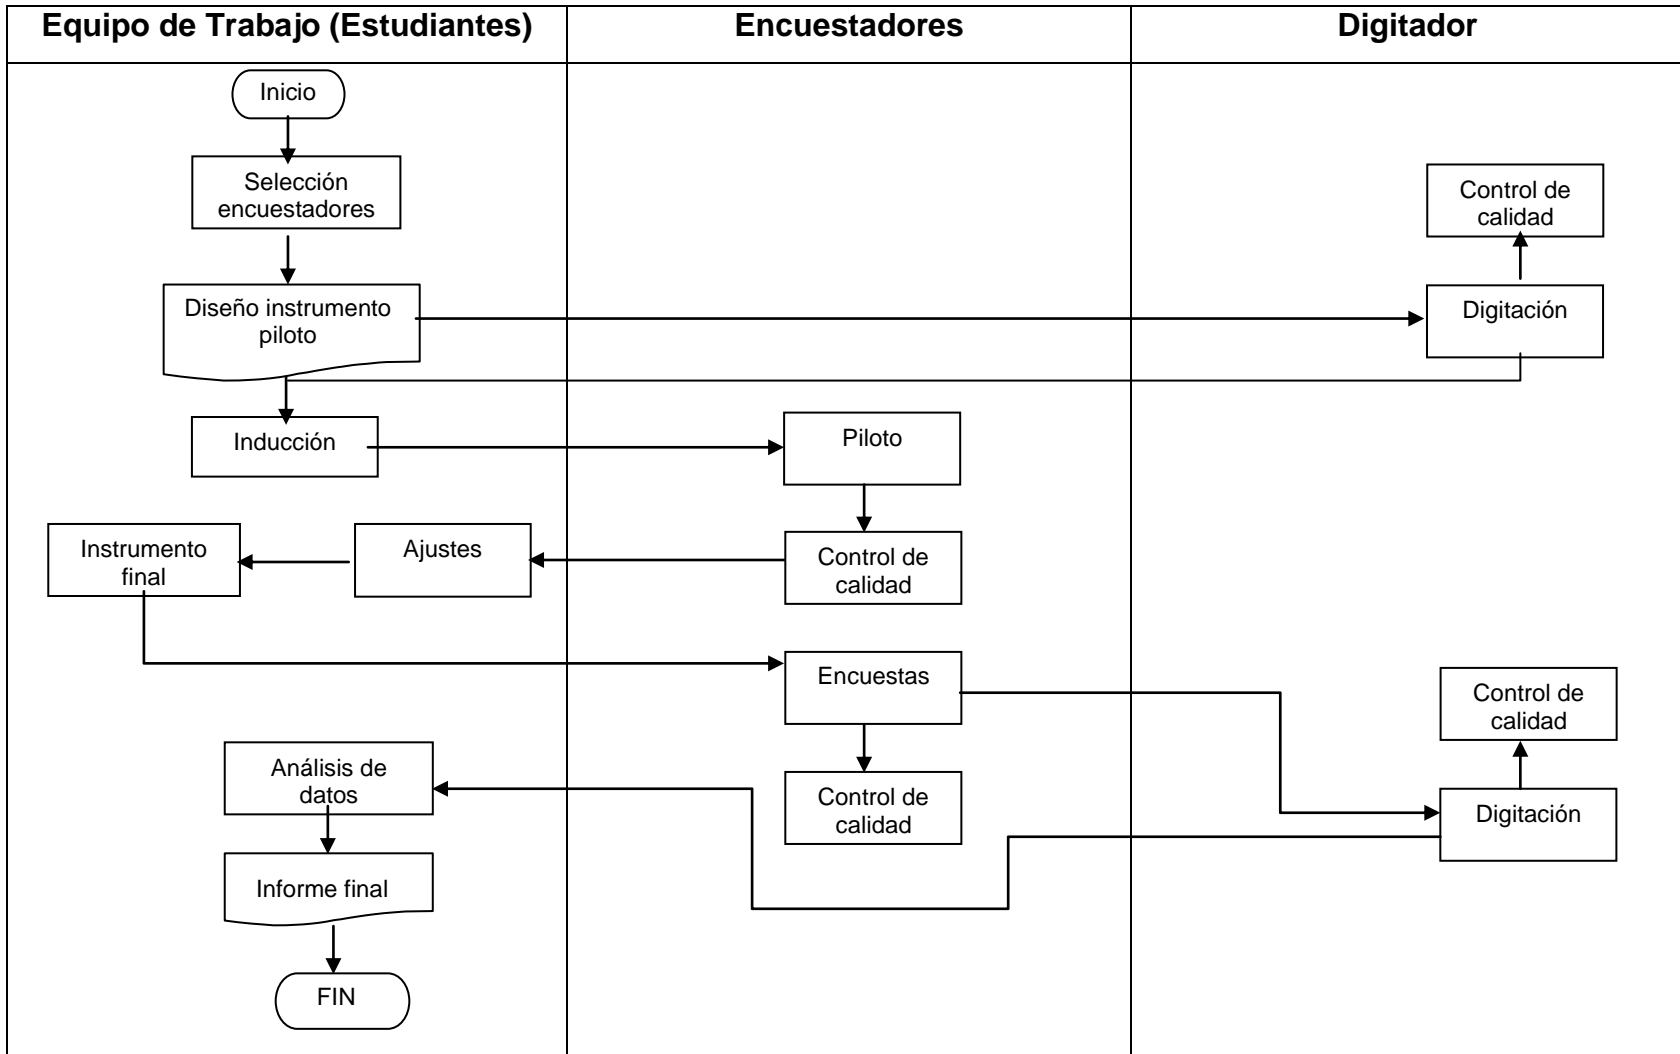 Equipo de Trabajo (Estudiantes)
Encuestadores
Digitador
Inicio
Selección
encuestadores
Control de
calidad
Diseño instrumento
piloto
Digitación
Inducción
Piloto
Instrumento
final
Ajustes
Control de
calidad
Encuestas
Control de
calidad
Análisis de
datos
Control de
calidad
Digitación
Informe final
FIN